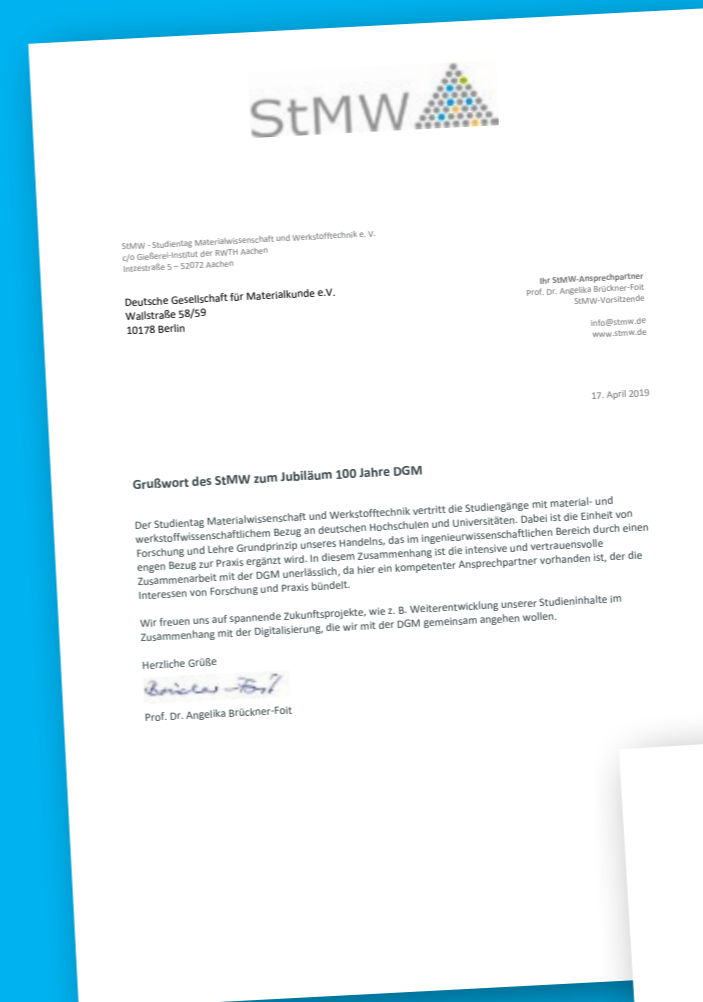 StMW
StMW - Studientag Materialwissenschaft und Werkstofftechnik e. V.
c/o Gießerei-Institut der RWTH Aachen
Intzestraße 5 – 52072 Aachen
Deutsche Gesellschaft für Materialkunde e.V.
Wallstraße 58/59
10178 Berlin
Ihr StMW-Ansprechpartner
Prof. Dr. Angelika Brückner-Foit
StMW-Vorsitzende
info@stmw.de
www.stmw.de
17. April 2019
Grußwort des StMW zum Jubiläum 100 Jahre DGM
Der Studientag Materialwissenschaft und Werkstofftechnik vertritt die Studiengänge mit material- und
werkstoffwissenschaftlichem Bezug an deutschen Hochschulen und Universitäten. Dabei ist die Einheit von
Forschung und Lehre Grundprinzip unseres Handelns, das im ingenieurwissenschaftlichen Bereich durch einen
engen Bezug zur Praxis ergänzt wird. In diesem Zusammenhang ist die intensive und vertrauensvolle
Zusammenarbeit mit der DGM unerlässlich, da hier ein kompetenter Ansprechpartner vorhanden ist, der die
Interessen von Forschung und Praxis bündelt.
Wir freuen uns auf spannende Zukunftsprojekte, wie z. B. Weiterentwicklung unserer Studieninhalte im
Zusammenhang mit der Digitalisierung, die wir mit der DGM gemeinsam angehen wollen.
Herzliche Grüße
Prof. Dr. Angelika Brückner-Foit